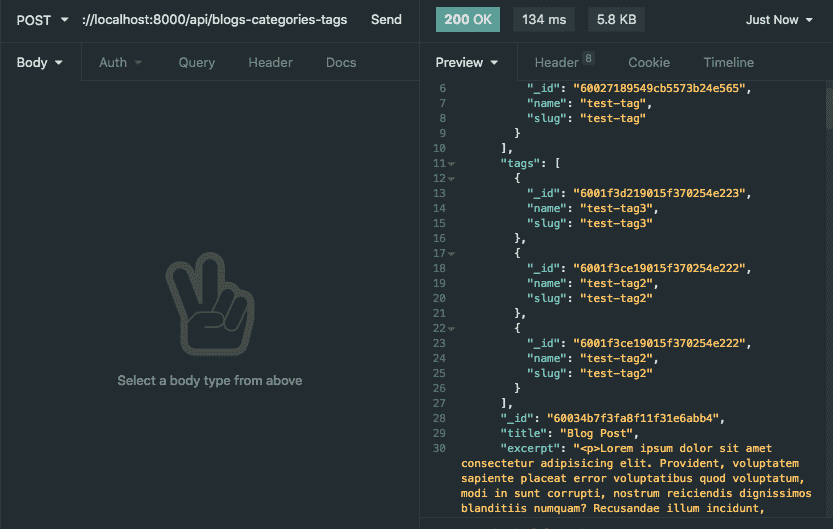 POST ://localhost:8000/api/blogs-categories-tags Send 200 OK 134 ms 5.8 KB Just Now
Body Auth Query Header Docs Preview Header 8 Cookie Timeline
6 "_id": "60027189549cb5573b24e565",
7 "name": "test-tag",
8 "slug": "test-tag"
9 }
10 ],
11 "tags": [
12 {
13 "_id": "6001f3d219015f370254e223",
14 "name": "test-tag3",
15 "slug": "test-tag3"
16 },
17 {
18 "_id": "6001f3ce19015f370254e222",
19 "name": "test-tag2",
20 "slug": "test-tag2"
21 },
22 {
23 "_id": "6001f3ce19015f370254e222",
24 "name": "test-tag2",
25 "slug": "test-tag2"
26 }
27 ],
28 "_id": "60034b7f3fa8f11f31e6abb4",
29 "title": "Blog Post",
30 "excerpt": "<p>Lorem ipsum dolor sit amet
consectetur adipisicing elit. Provident, voluptatem
sapiente placeat error voluptatibus quod voluptatum,
modi in sunt corrupti, nostrum reiciendis dignissimos
blanditiis numquam? Recusandae illum incidunt,
Select a body type from above